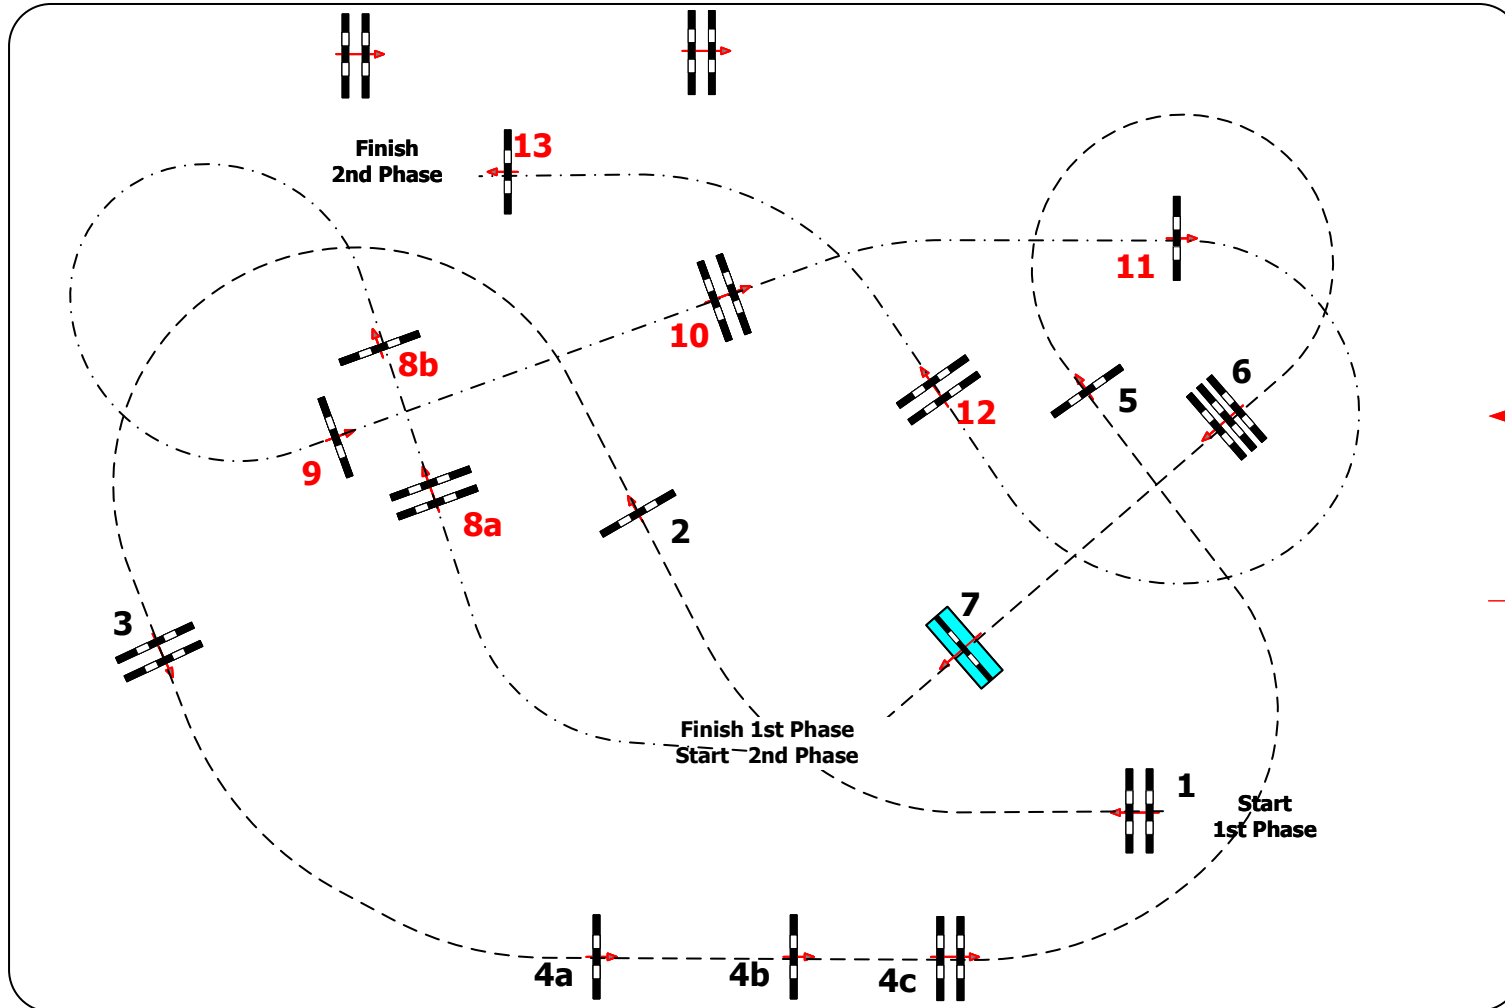 13
Finish
2nd Phase
11
10
8b
6
5
12
9
8a
2
7
3
Finish 1st Phase
Start 2nd Phase
1
Start
1st Phase
4a
4b
4c